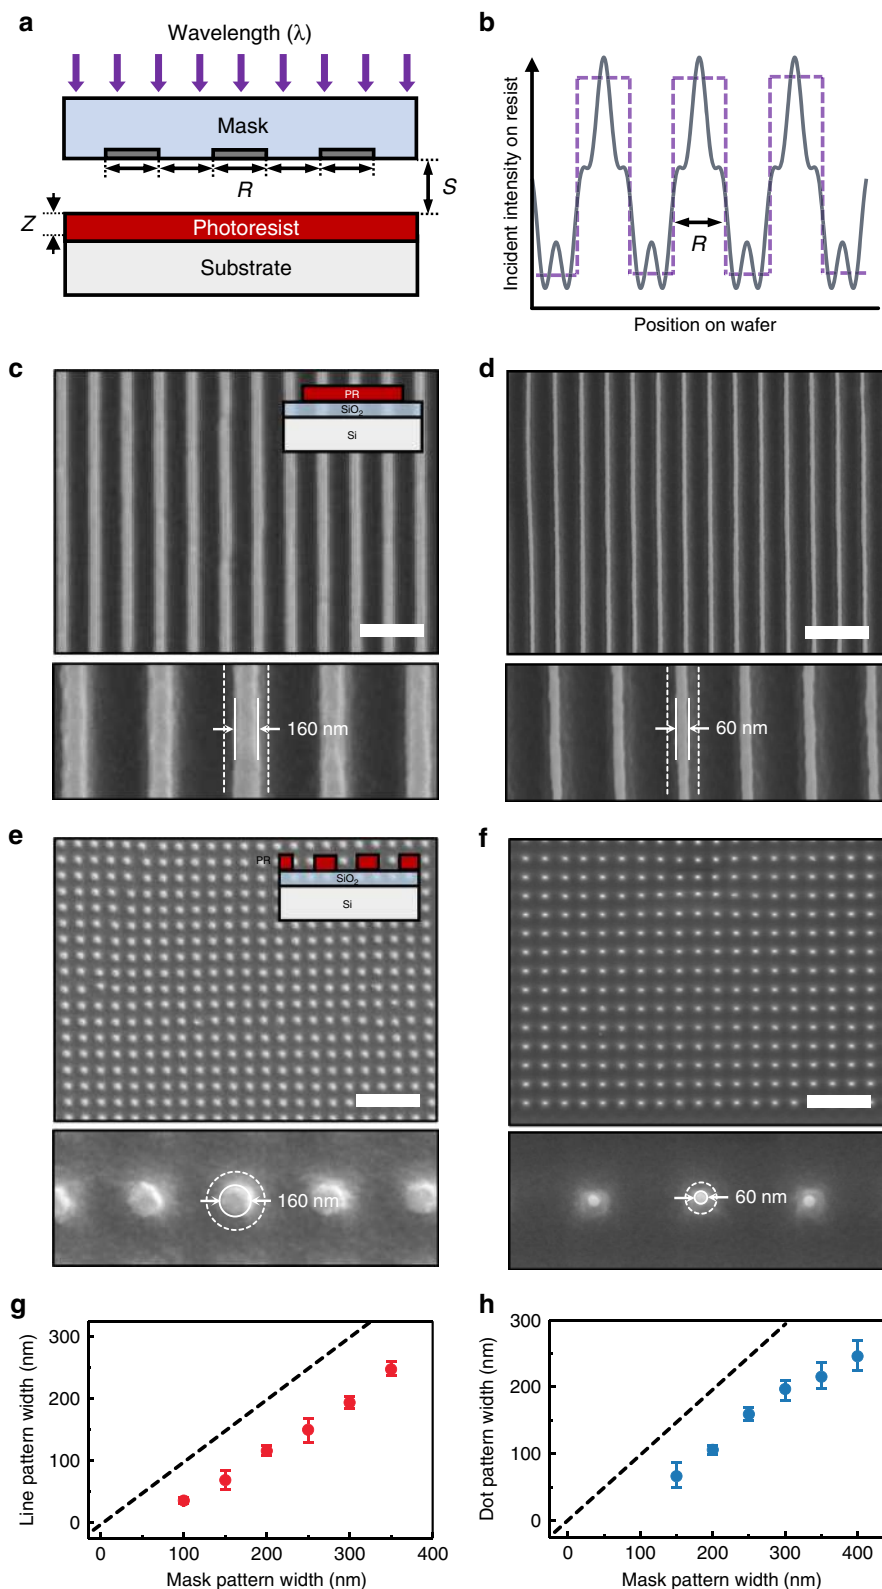 a
Wavelength (λ)
Mask
R
S
Z
Photoresist
Substrate
b
Incident intensity on resist
R
Position on wafer
c
PR
SiO2
Si
160 nm
d
60 nm
e
PR
SiO2
Si
160 nm
f
60 nm
g
Line pattern width (nm)
300
200
100
0
0 100 200 300 400
Mask pattern width (nm)
h
Dot pattern width (nm)
300
200
100
0
0 100 200 300 400
Mask pattern width (nm)